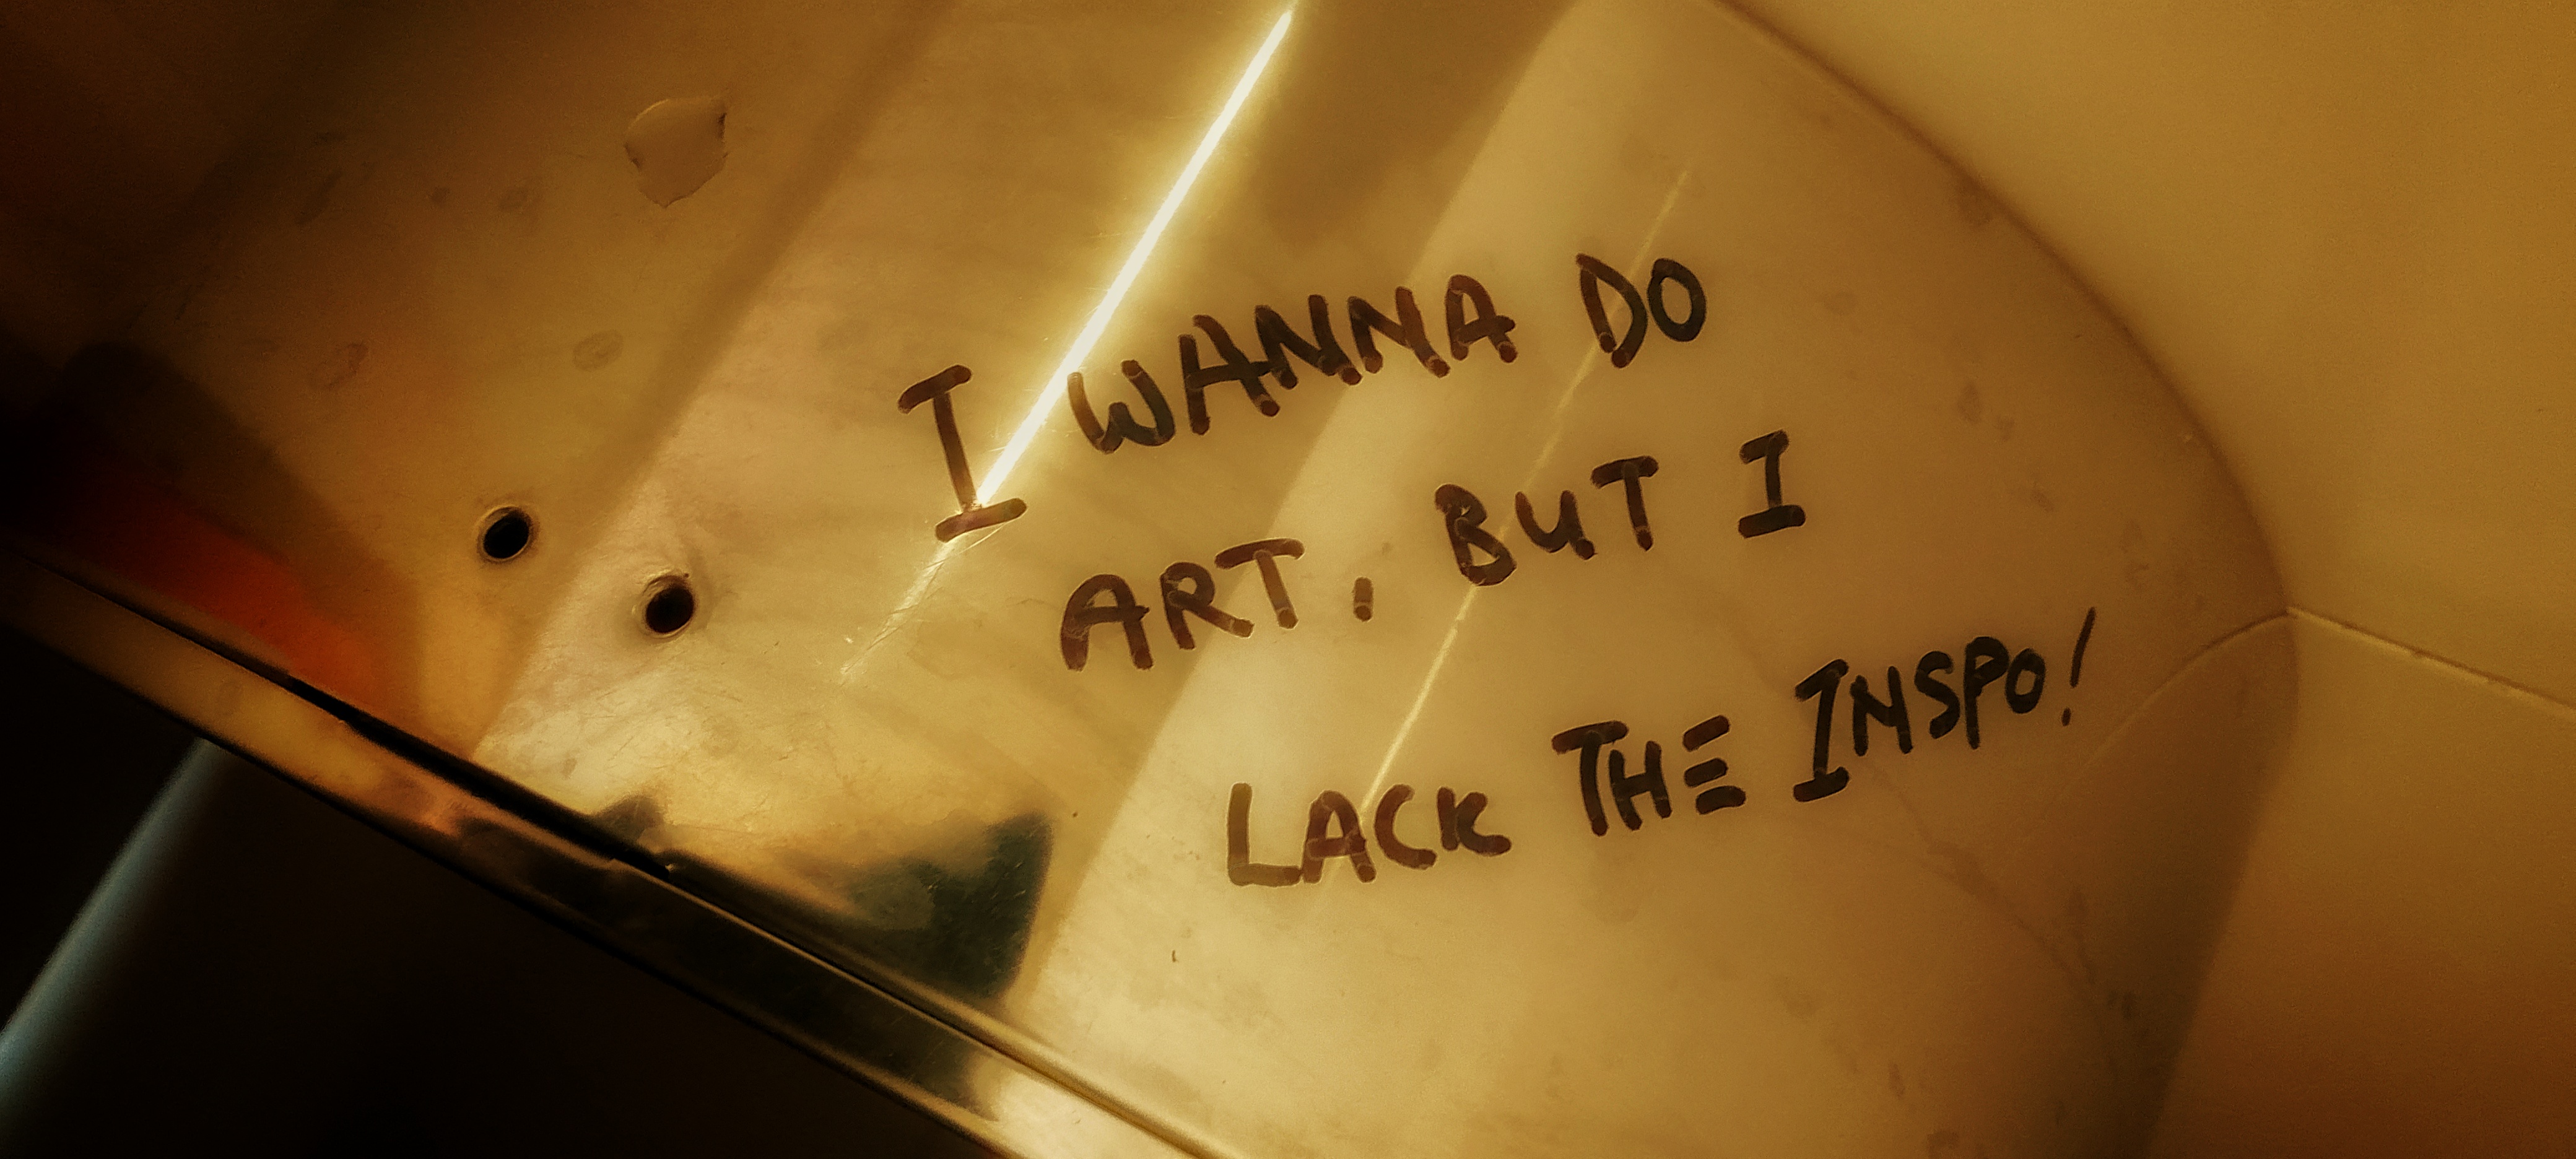 I WANNA DO
ART, BUT I
LACK THE INSPO!